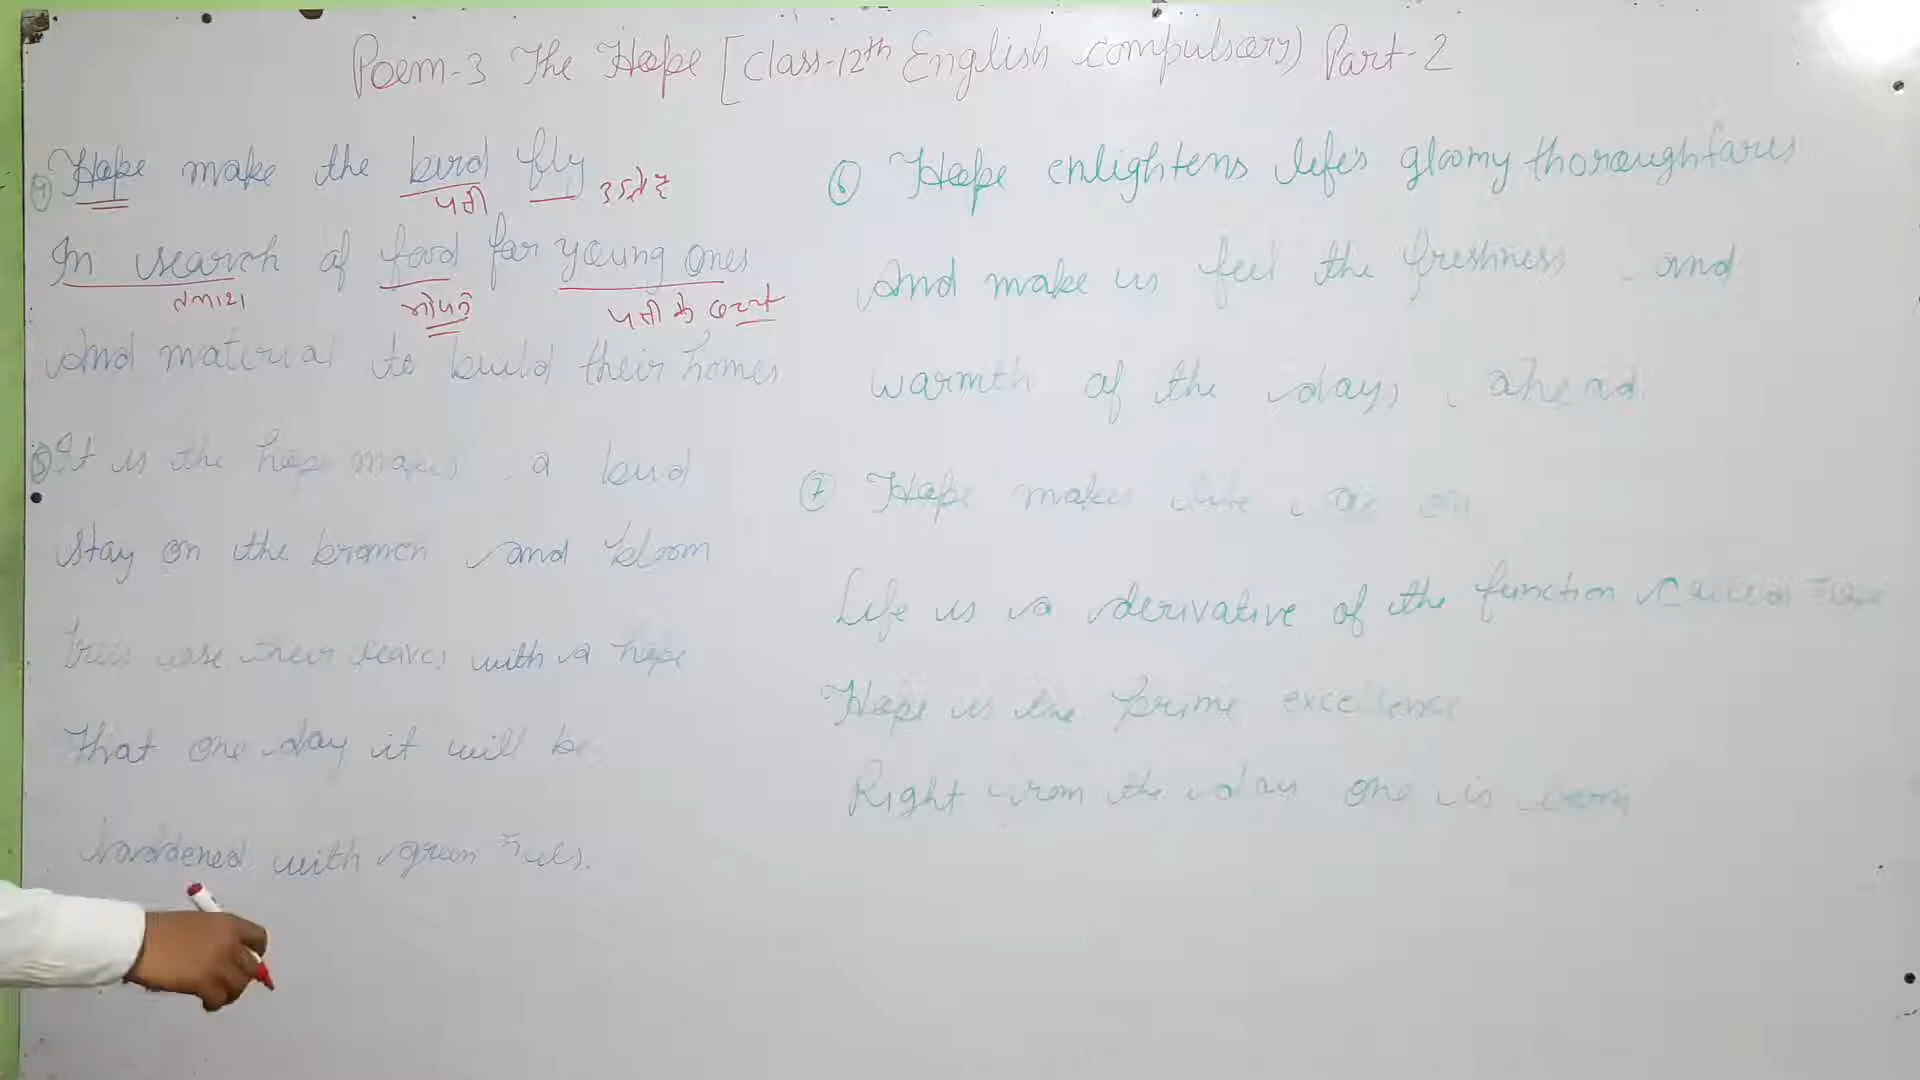 Poem-3 The Hope [Class-12th English compulsory) Part-2
④ Hope make the bird fly
पक्षी उड़ते हैं
In search of food for young ones
तलाश भोजन पक्षी के बच्चे
And material to build their homes
⑤ It is the hope makes a bud
Stay on the branch and bloom
trees use their leaves with a hope
That one day it will be
with green
⑥ Hope enlightens life's gloomy thoroughfares
And make us feel the freshness and
warmth of the days ahead.
⑦ Hope makes life
Life is a derivative of the function called
Hope is the prime excellence
Right from the day one is born